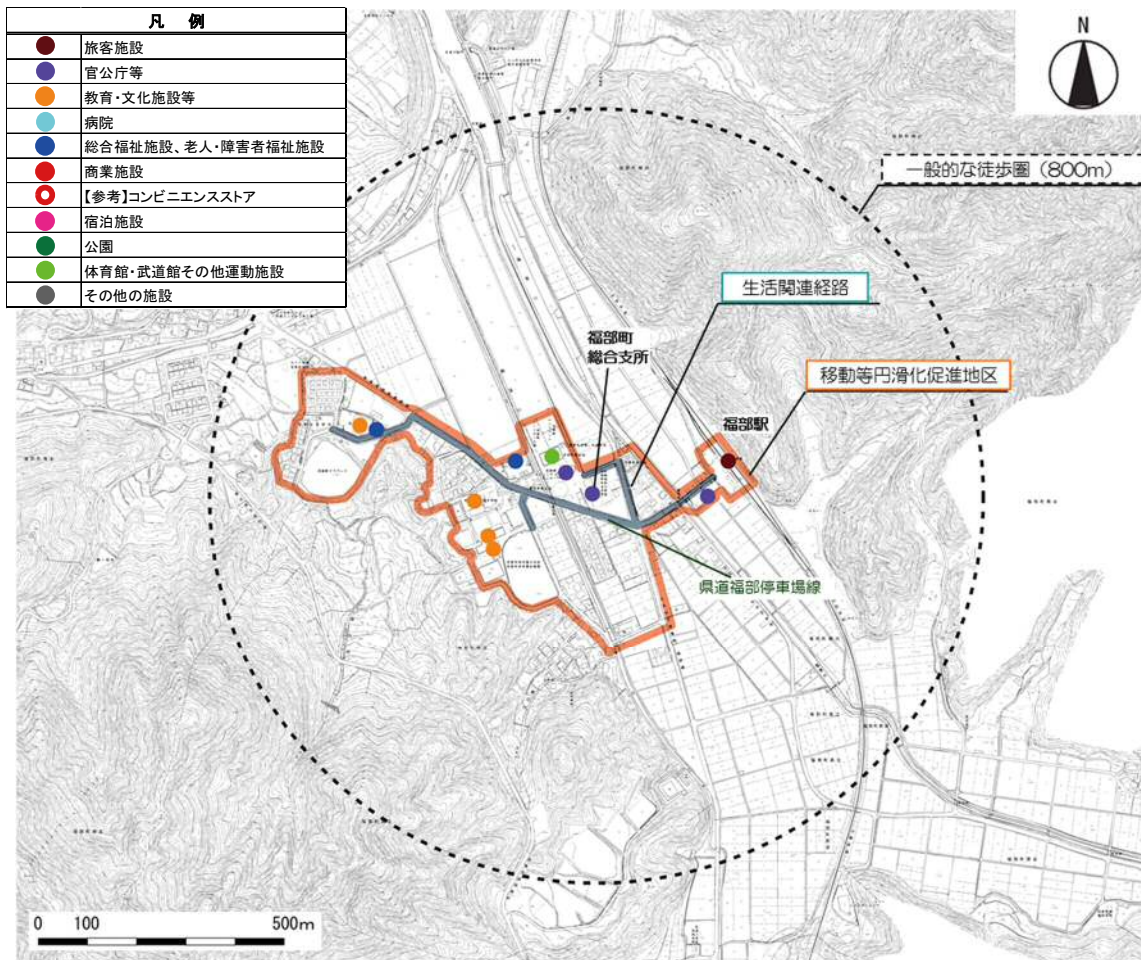 凡 例
旅客施設
官公庁等
教育・文化施設等
病院
総合福祉施設、老人・障害者福祉施設
商業施設
【参考】コンビニエンスストア
宿泊施設
公園
体育館・武道館その他運動施設
その他の施設
N
一般的な徒歩圏（800m）
生活関連経路
福部町
総合支所
移動等円滑化促進地区
福部駅
県道福部停車場線
0 100 500m